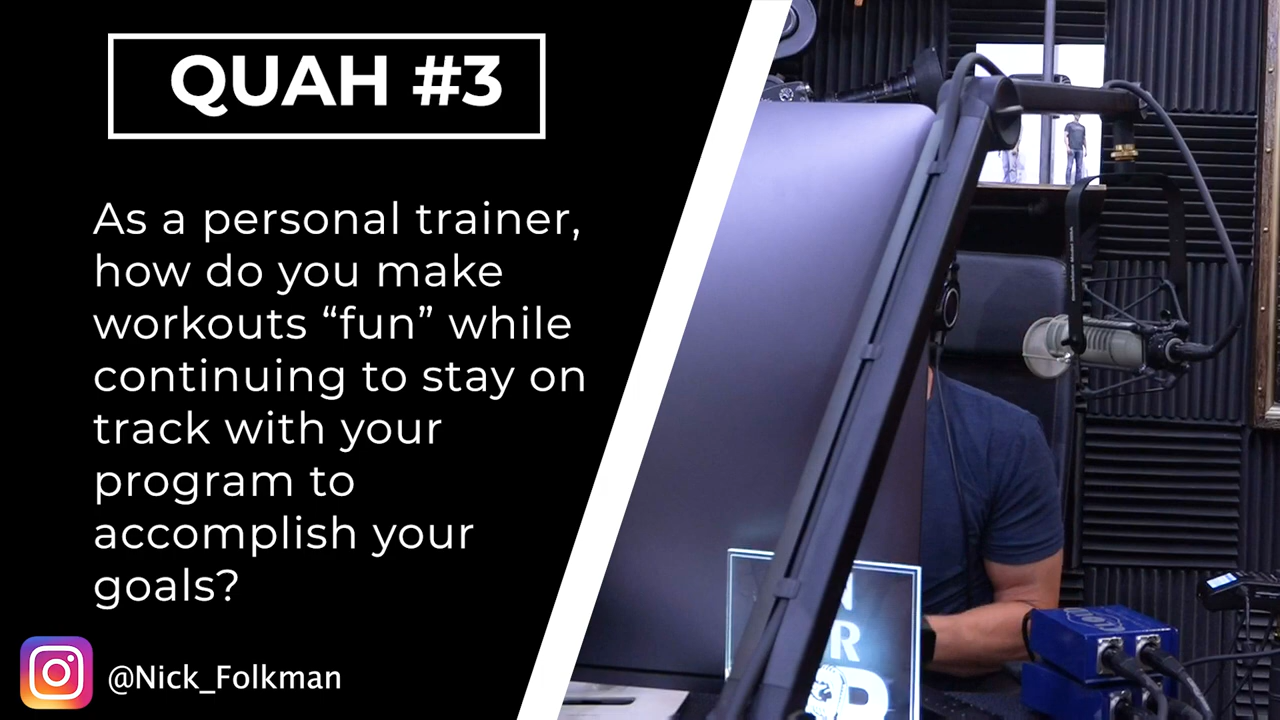 QUAH #3
As a personal trainer,
how do you make
workouts “fun” while
continuing to stay on
track with your
program to
accomplish your
goals?
@Nick_Folkman